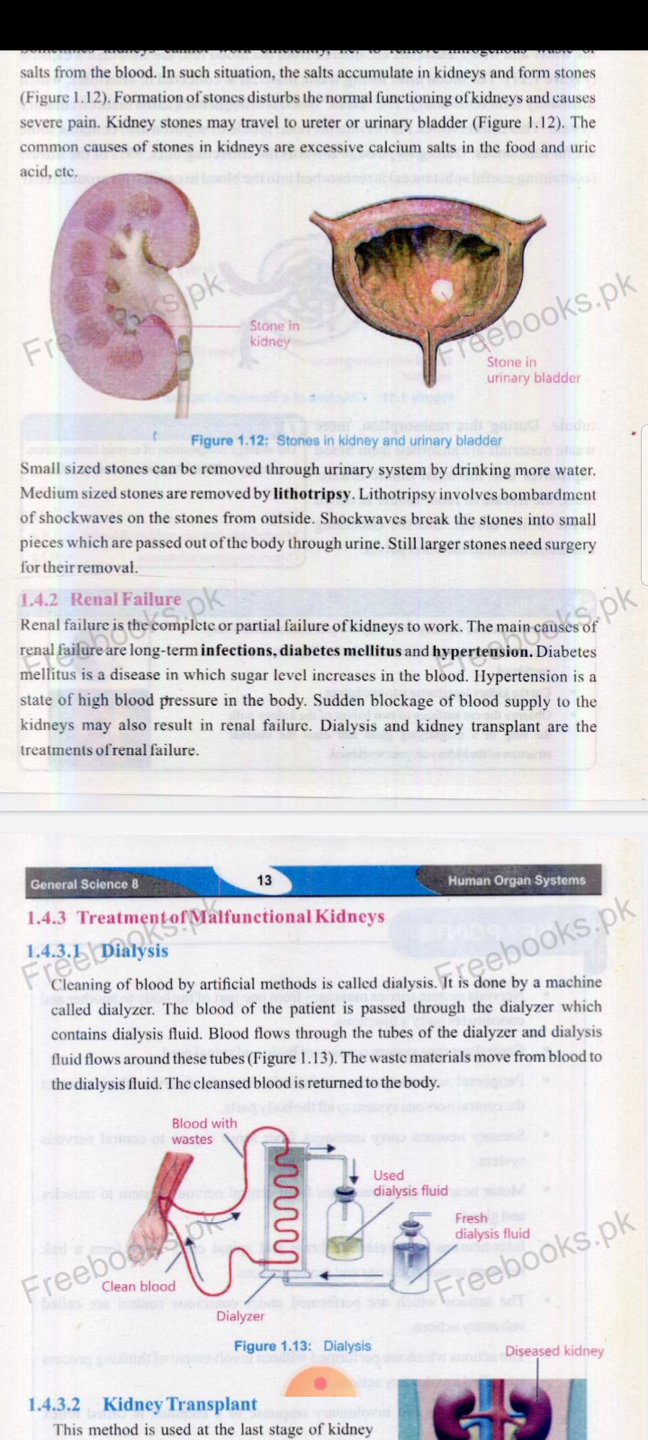 salts from the blood. In such situation, the salts accumulate in kidneys and form stones
(Figure 1.12). Formation of stones disturbs the normal functioning of kidneys and causes
severe pain. Kidney stones may travel to ureter or urinary bladder (Figure 1.12). The
common causes of stones in kidneys are excessive calcium salts in the food and uric
acid, etc.
Freebooks.pk
Freebooks.pk
Stone in
kidney
Stone in
urinary bladder
Figure 1.12: Stones in kidney and urinary bladder
Small sized stones can be removed through urinary system by drinking more water.
Medium sized stones are removed by lithotripsy. Lithotripsy involves bombardment
of shockwaves on the stones from outside. Shockwaves break the stones into small
pieces which are passed out of the body through urine. Still larger stones need surgery
for their removal.
Freebooks.pk
Freebooks.pk
1.4.2 Renal Failure
Renal failure is the complete or partial failure of kidneys to work. The main causes of
renal failure are long-term infections, diabetes mellitus and hypertension. Diabetes
mellitus is a disease in which sugar level increases in the blood. Hypertension is a
state of high blood pressure in the body. Sudden blockage of blood supply to the
kidneys may also result in renal failure. Dialysis and kidney transplant are the
treatments of renal failure.
General Science 8
13
Human Organ Systems
1.4.3 Treatment of Malfunctional Kidneys
1.4.3.1 Dialysis
Freebooks.pk
Freebooks.pk
Cleaning of blood by artificial methods is called dialysis. It is done by a machine
called dialyzer. The blood of the patient is passed through the dialyzer which
contains dialysis fluid. Blood flows through the tubes of the dialyzer and dialysis
fluid flows around these tubes (Figure 1.13). The waste materials move from blood to
the dialysis fluid. The cleansed blood is returned to the body.
Blood with
wastes
Used
dialysis fluid
Fresh
dialysis fluid
Clean blood
Dialyzer
Freebooks.pk
Freebooks.pk
Figure 1.13: Dialysis
Diseased kidney
1.4.3.2 Kidney Transplant
This method is used at the last stage of kidney